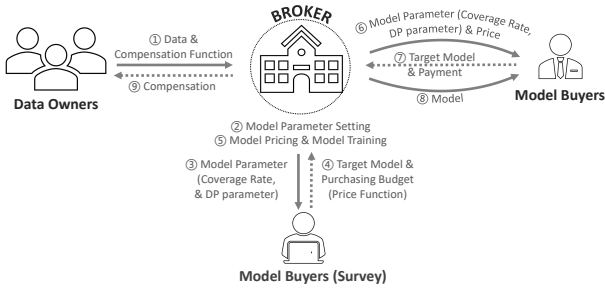 BROKER
① Data &
Compensation Function
⑨ Compensation
Data Owners
⑥ Model Parameter (Coverage Rate,
DP parameter) & Price
⑦ Target Model
& Payment
⑧ Model
Model Buyers
② Model Parameter Setting
⑤ Model Pricing & Model Training
③ Model Parameter
(Coverage Rate,
& DP parameter)
④ Target Model &
Purchasing Budget
(Price Function)
Model Buyers (Survey)